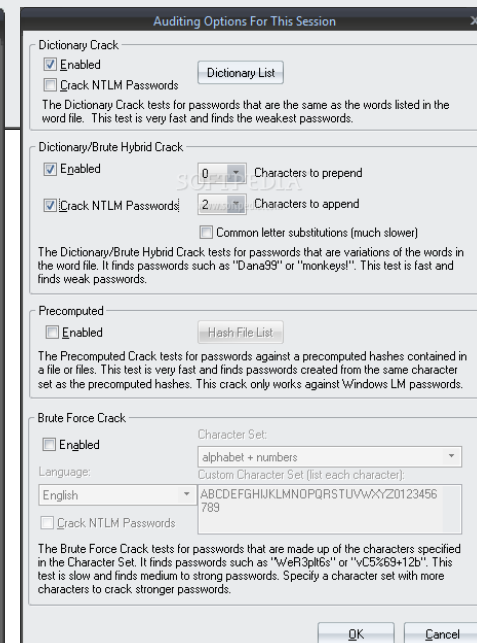 Auditing Options For This Session
Dictionary Crack
Enabled
Dictionary List
Crack NTLM Passwords
The Dictionary Crack tests for passwords that are the same as the words listed in the
word file. This test is very fast and finds the weakest passwords.
Dictionary/Brute Hybrid Crack
Enabled
0
Characters to prepend
SOFTPEDIA
Crack NTLM Passwords
2
Characters to append
Common letter substitutions (much slower)
The Dictionary/Brute Hybrid Crack tests for passwords that are variations of the words in
the word file. It finds passwords such as "Dana99" or "monkeys!". This test is fast and
finds weak passwords.
Precomputed
Enabled
Hash File List
The Precomputed Crack tests for passwords against a precomputed hashes contained in
a file or files. This test is very fast and finds passwords created from the same character
set as the precomputed hashes. This crack only works against Windows LM passwords.
Brute Force Crack
Enabled
Character Set:
alphabet + numbers
Language:
Custom Character Set (list each character):
English
ABCDEFGHIJKLMNOPQRSTUVWXYZ0123456
789
Crack NTLM Passwords
The Brute Force Crack tests for passwords that are made up of the characters specified
in the Character Set. It finds passwords such as "WeR3plt6s" or "vC5%69+12b". This
test is slow and finds medium to strong passwords. Specify a character set with more
characters to crack stronger passwords.
OK
Cancel